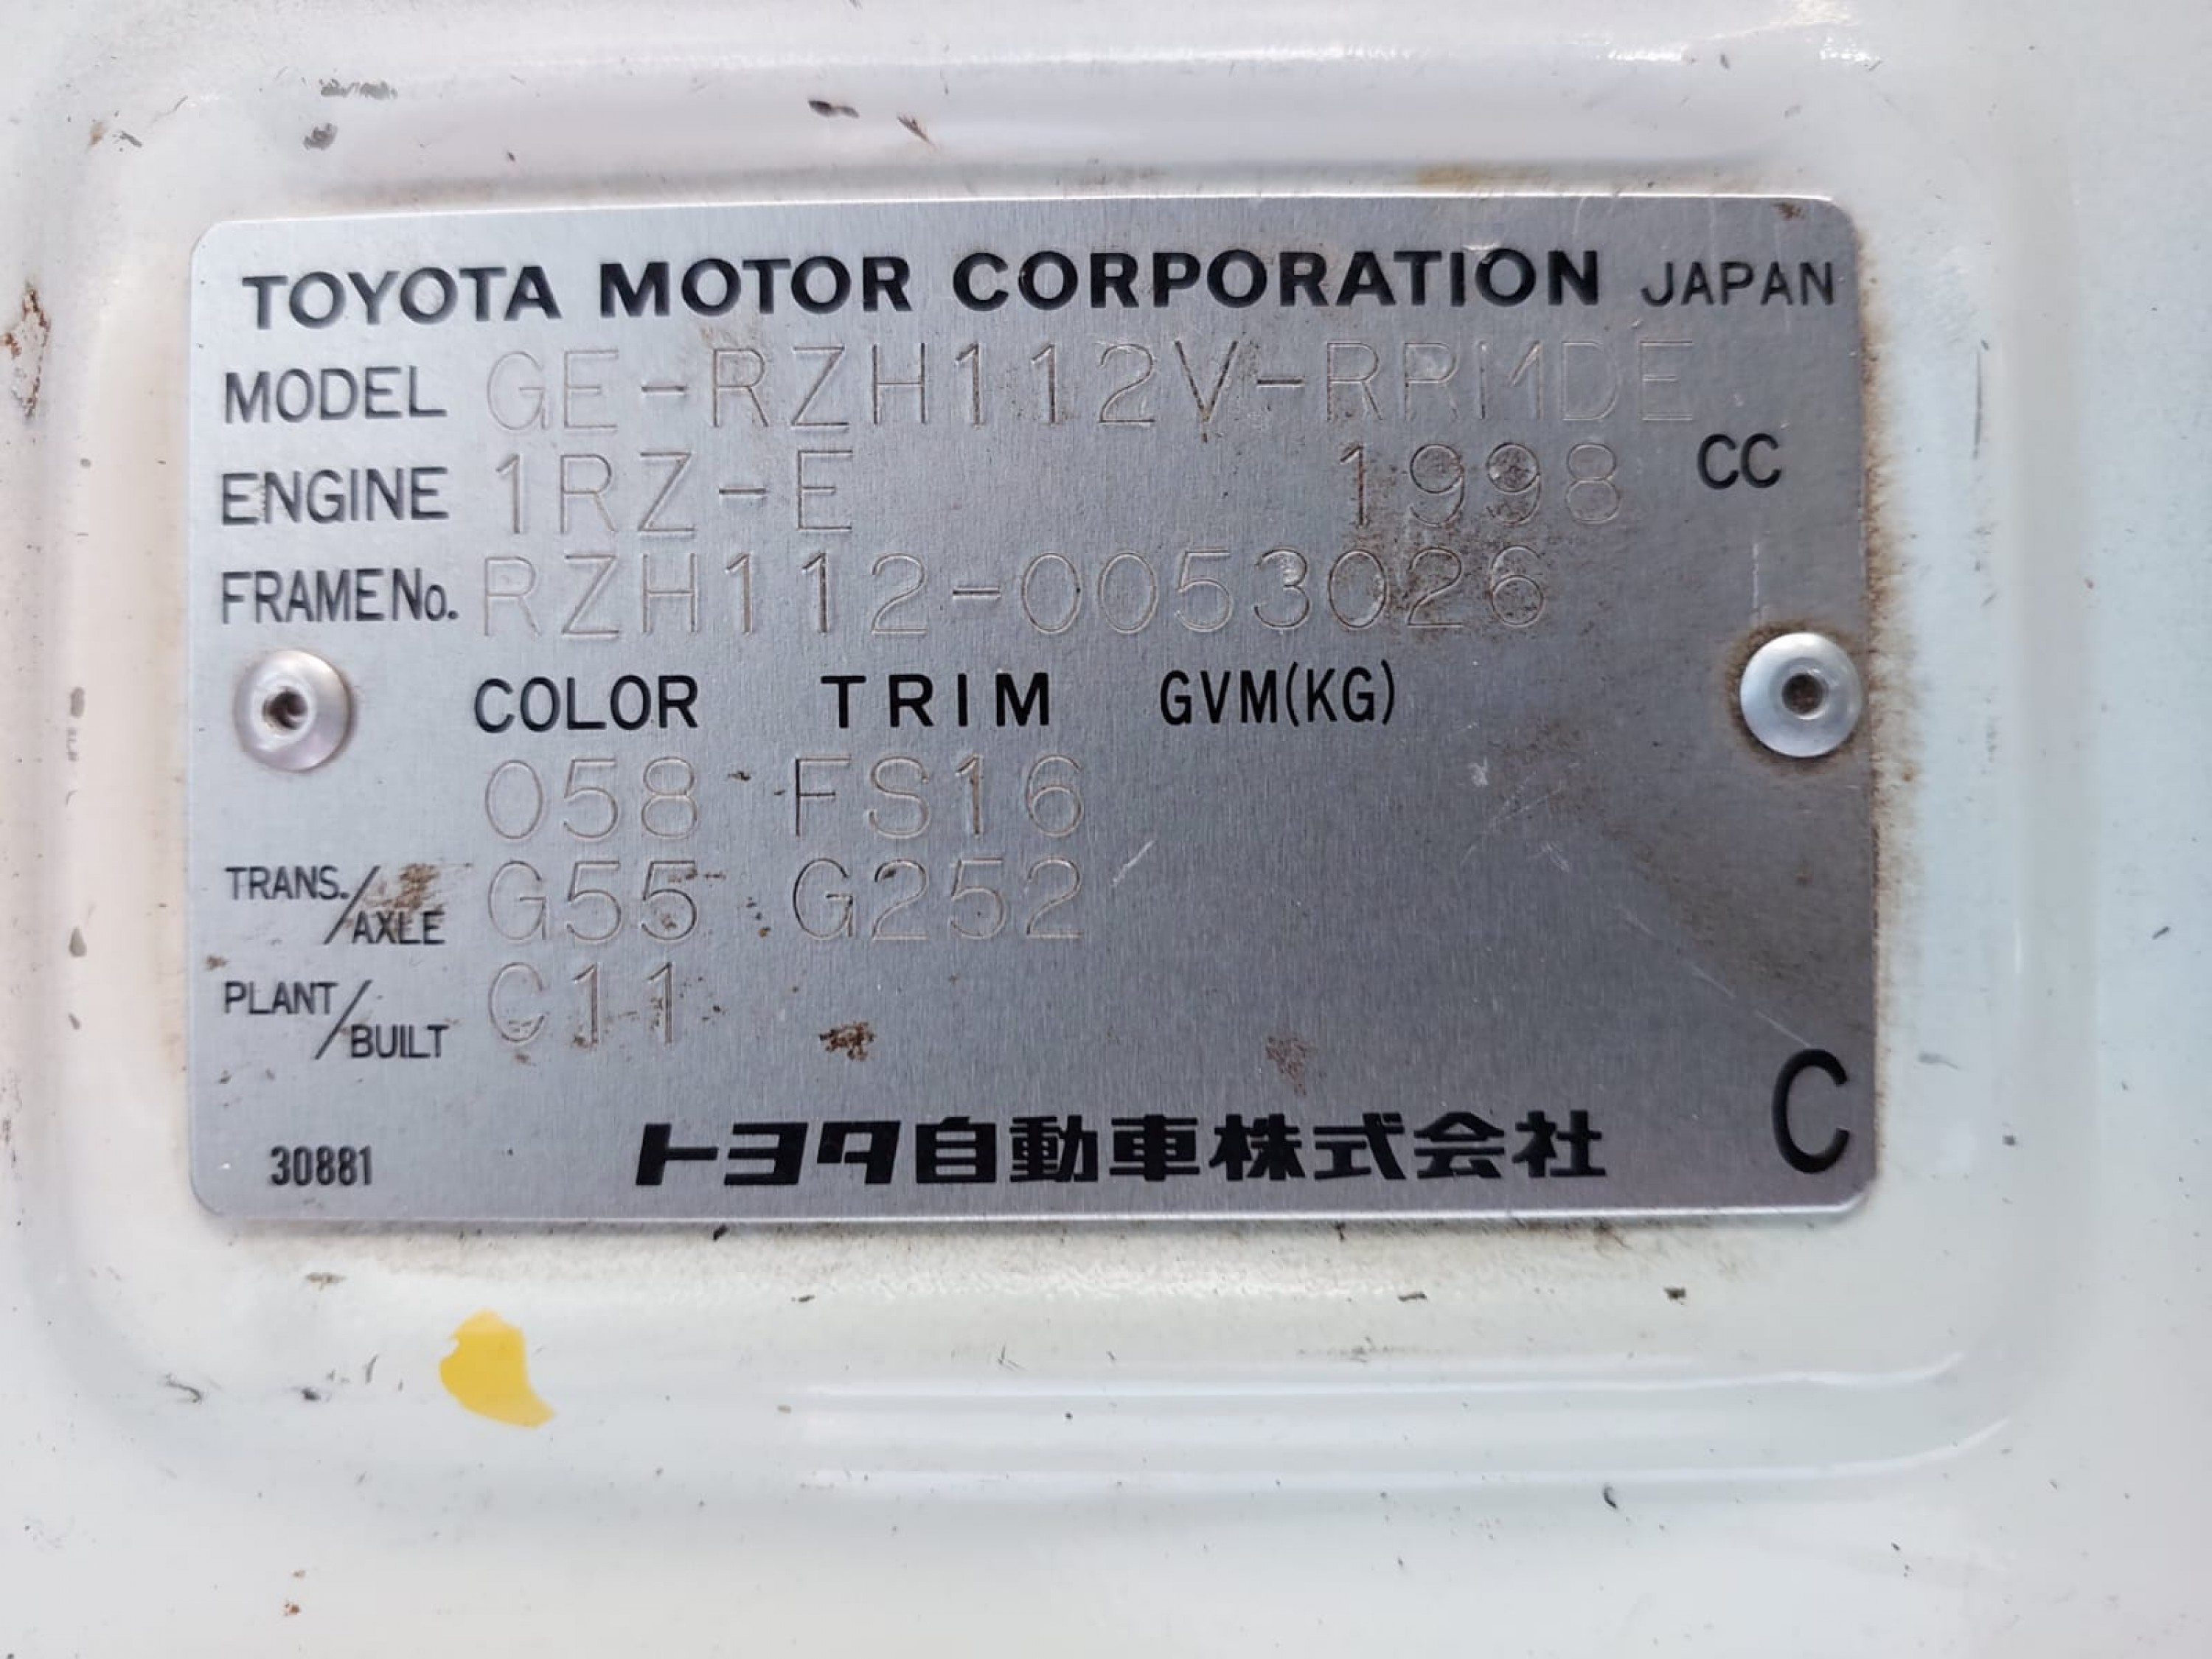 TOYOTA MOTOR CORPORATION JAPAN
MODEL GE-RZH112V-RRMDE
ENGINE 1RZ-E 1998 CC
FRAME No. RZH112-0053026
COLOR TRIM GVM(KG)
058 FS16
TRANS./AXLE G55 G252
PLANT/BUILT C11
30881 トヨタ自動車株式会社 C